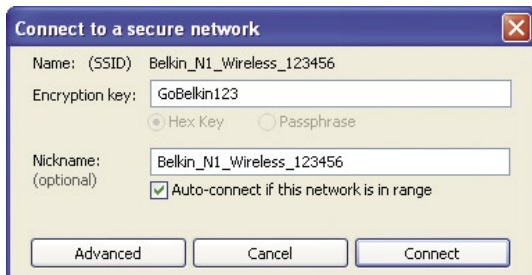 Connect to a secure network
Name: (SSID) Belkin_N1_Wireless_123456
Encryption key: GoBelkin123
Hex Key Passphrase
Nickname: Belkin_N1_Wireless_123456
(optional)
Auto-connect if this network is in range
Advanced Cancel Connect